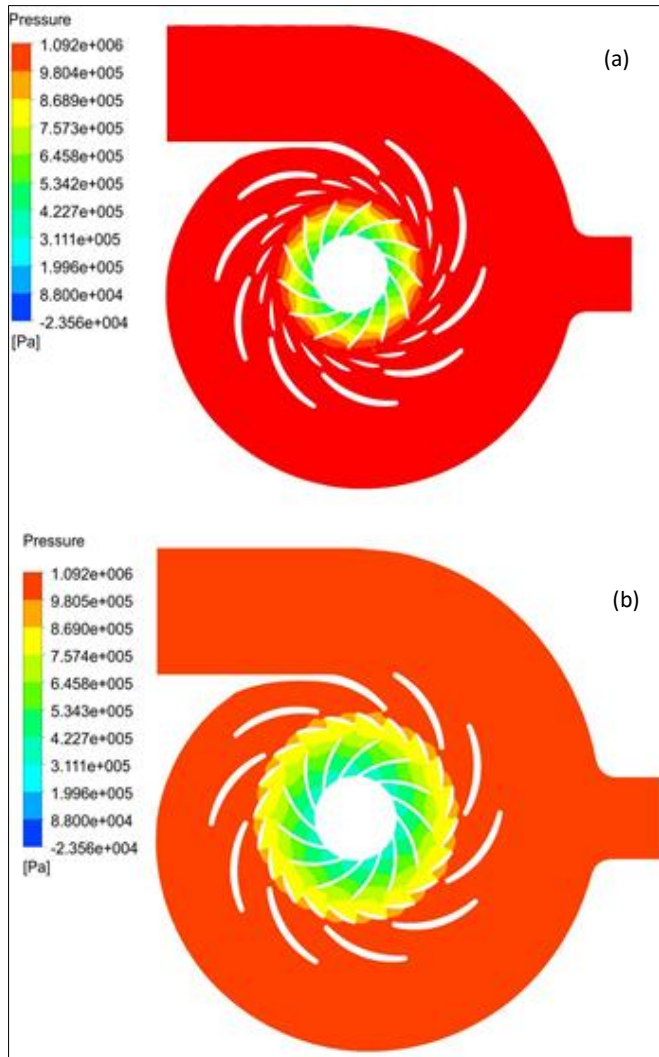 Pressure
1.092e+006
9.804e+005
8.689e+005
7.573e+005
6.458e+005
5.342e+005
4.227e+005
3.111e+005
1.996e+005
8.800e+004
-2.356e+004
[Pa]
(a)
Pressure
1.092e+006
9.805e+005
8.690e+005
7.574e+005
6.458e+005
5.343e+005
4.227e+005
3.111e+005
1.996e+005
8.800e+004
-2.356e+004
[Pa]
(b)